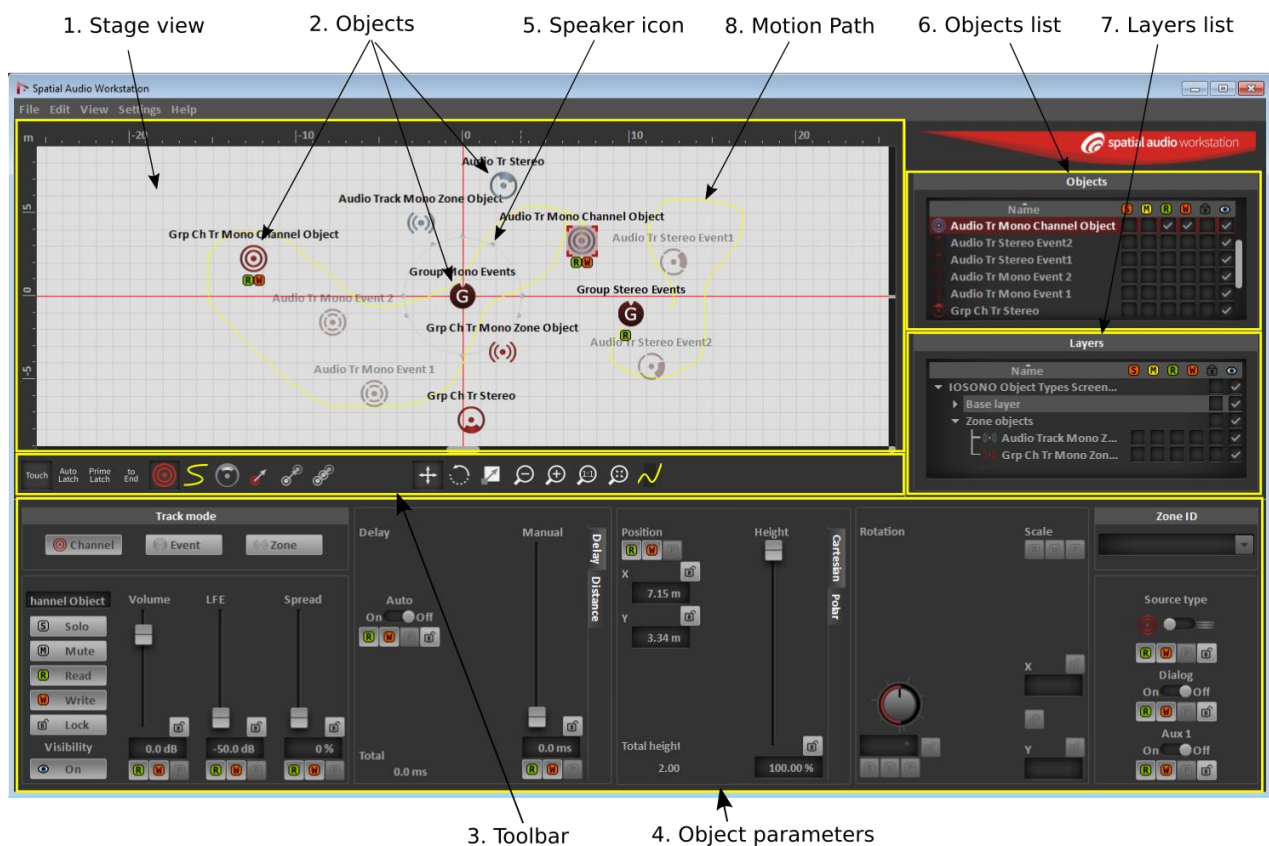 1. Stage view
2. Objects
5. Speaker icon
8. Motion Path
6. Objects list
7. Layers list
Spatial Audio Workstation
File Edit View Settings Help
m -20 -10 0 10 20
spatial audio workstation
Objects
Name S M R W
Audio Tr Mono Channel Object
Audio Tr Stereo Event2
Audio Tr Stereo Event1
Audio Tr Mono Event 2
Audio Tr Mono Event 1
Grp Ch Tr Stereo
Audio Tr Stereo
Audio Track Mono Zone Object
5
Audio Tr Mono Channel Object
Grp Ch Tr Mono Channel Object
Audio Tr Stereo Event1
R W
R W
Group Mono Events
G
Group Stereo Events
0
Audio Tr Mono Event 2
G
Grp Ch Tr Mono Zone Object
R
Audio Tr Stereo Event2
Audio Tr Mono Event 1
-5
Grp Ch Tr Stereo
Layers
Name S M R W
IOSONO Object Types Screen...
Base layer
Zone objects
Audio Track Mono Z...
Grp Ch Tr Mono Zon...
Touch
Auto Latch
Prime Latch
to End
1:1
Track mode
Channel Event Zone
hannel Object
S Solo
M Mute
R Read
W Write
Lock
Visibility
On
Volume LFE Spread
0.0 dB -50.0 dB 0 %
R W R W R W
Delay Manual
Auto
On Off
R W
Total
0.0 ms
0.0 ms
R W
Delay
Distance
Position Height
R W
X
7.15 m
Y
3.34 m
Total height
2.00
100.00 %
Cartesian
Polar
Rotation Scale
X
Y
Zone ID
Source type
R W
Dialog
On Off
R W
Aux 1
On Off
R W
3. Toolbar
4. Object parameters